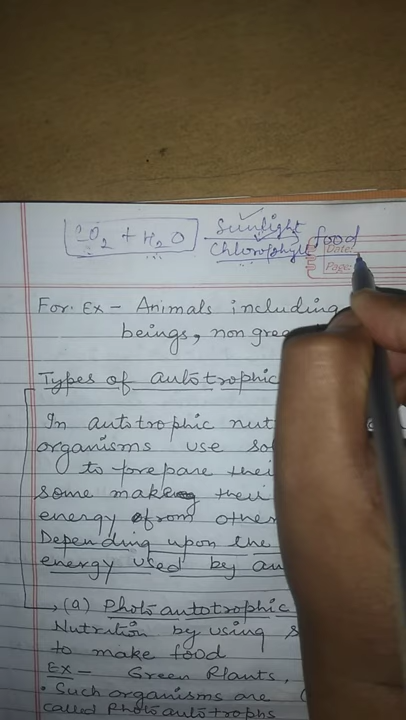 CO2 + H2O Sunlight food
Chlorophyll Date:
Page:
For. Ex - Animals including
beings, non gree
Types of autotrophic
In autotrophic nut
organisms use so
to prepare thei
some making their
energy from other
Depending upon the
energy used by au
(a) Photoautotrophic
Nutrition by using s
to make food
Ex - Green Plants,
• Such organisms are
called Photoautotrophs